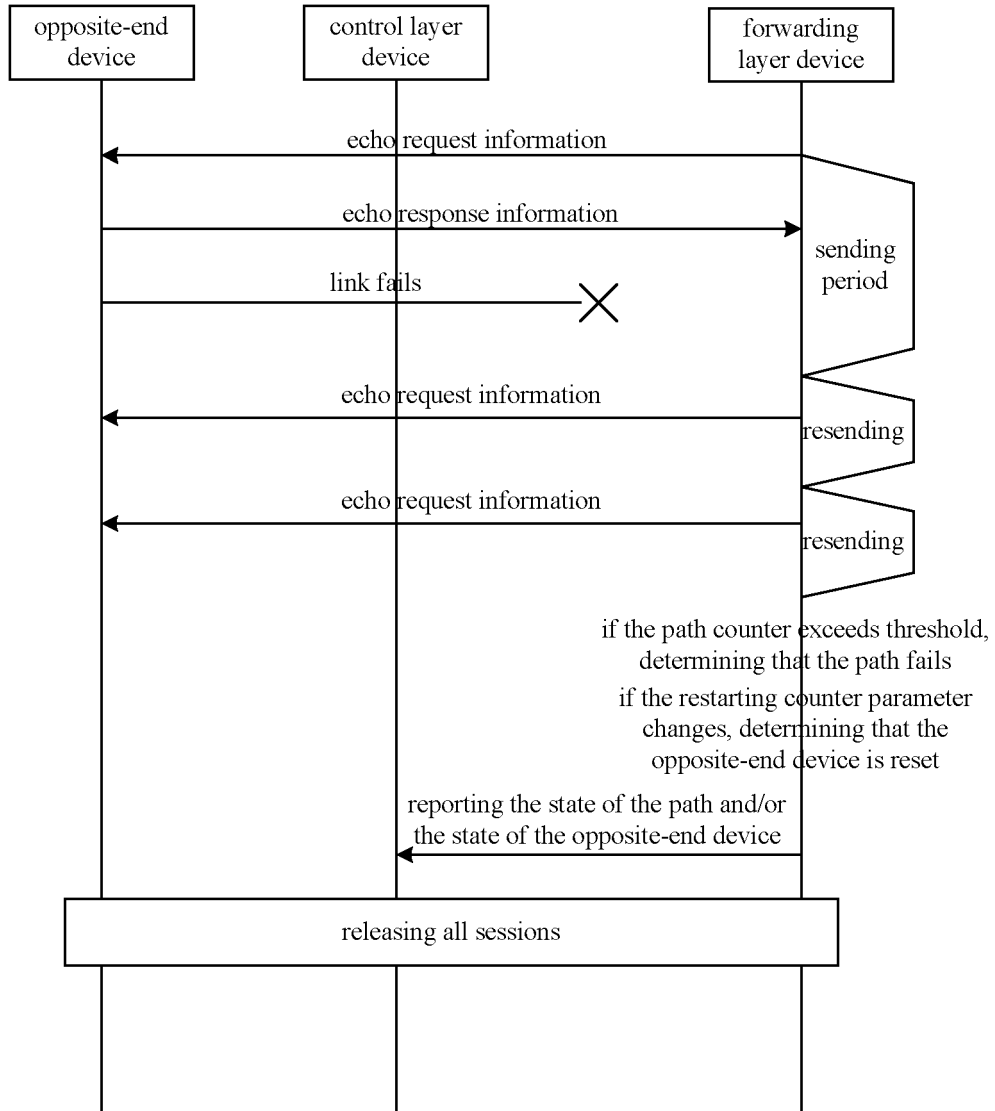 opposite-end
device
control layer
device
forwarding
layer device
echo request information
echo response information
sending
period
link fails
echo request information
resending
echo request information
resending
if the path counter exceeds threshold,
determining that the path fails
if the restarting counter parameter
changes, determining that the
opposite-end device is reset
reporting the state of the path and/or
the state of the opposite-end device
releasing all sessions